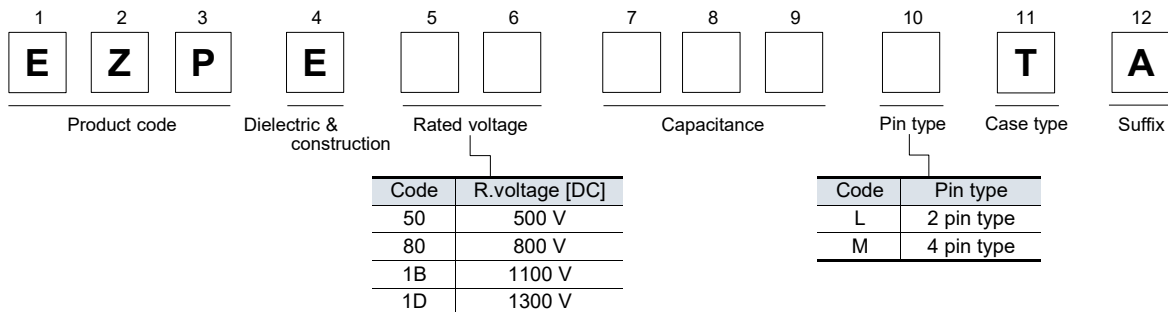 1 2 3 4 5 6 7 8 9 10 11 12
E Z P E T A
Product code Dielectric & construction Rated voltage Capacitance Pin type Case type Suffix
Code R.voltage [DC]
50 500 V
80 800 V
1B 1100 V
1D 1300 V
Code Pin type
L 2 pin type
M 4 pin type